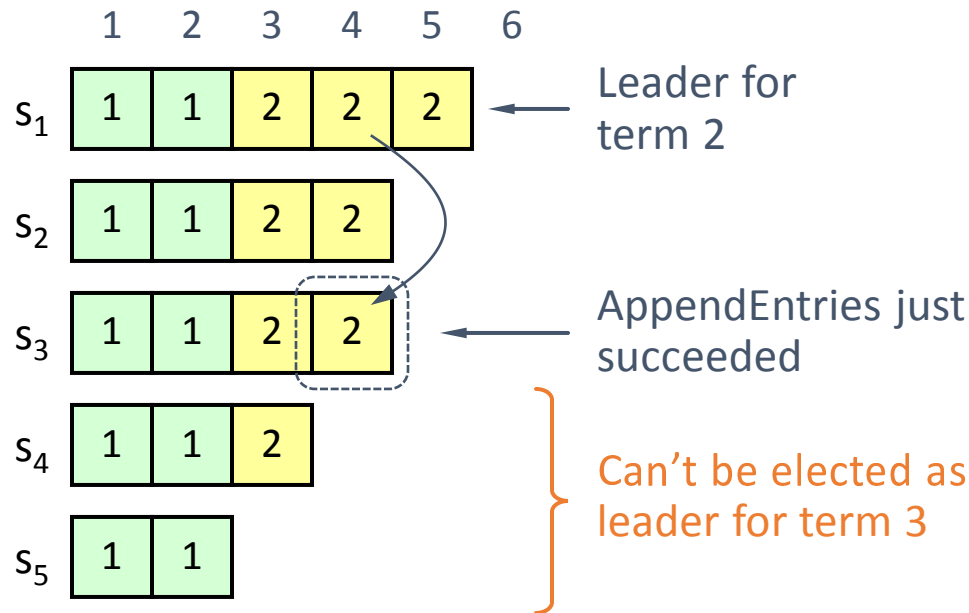 1 2 3 4 5 6
s1 1 1 2 2 2
Leader for
term 2
s2 1 1 2 2
s3 1 1 2 2
AppendEntries just
succeeded
s4 1 1 2
Can't be elected as
leader for term 3
s5 1 1